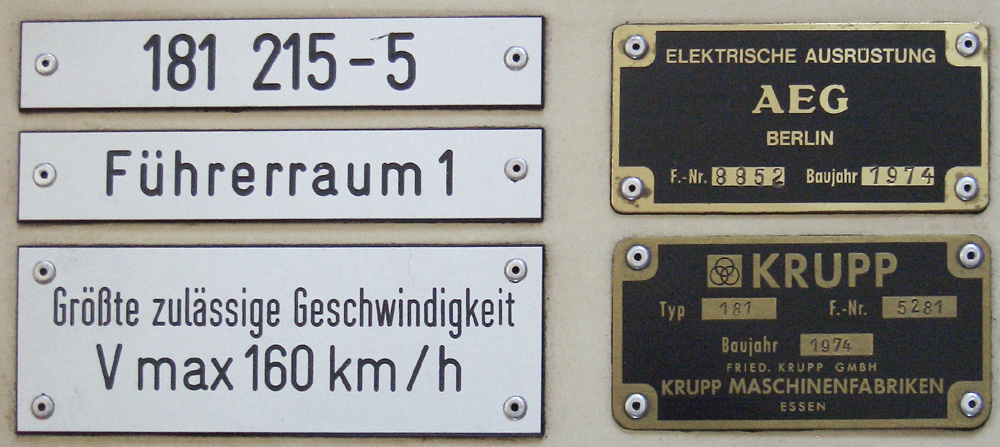 181 215-5
Führerraum 1
Größte zulässige Geschwindigkeit
V max 160 km/h
ELEKTRISCHE AUSRÜSTUNG
AEG
BERLIN
F.-Nr. 8852 Baujahr 1974
KRUPP
Typ 181 F.-Nr. 5281
Baujahr 1974
FRIED. KRUPP GMBH
KRUPP MASCHINENFABRIKEN
ESSEN